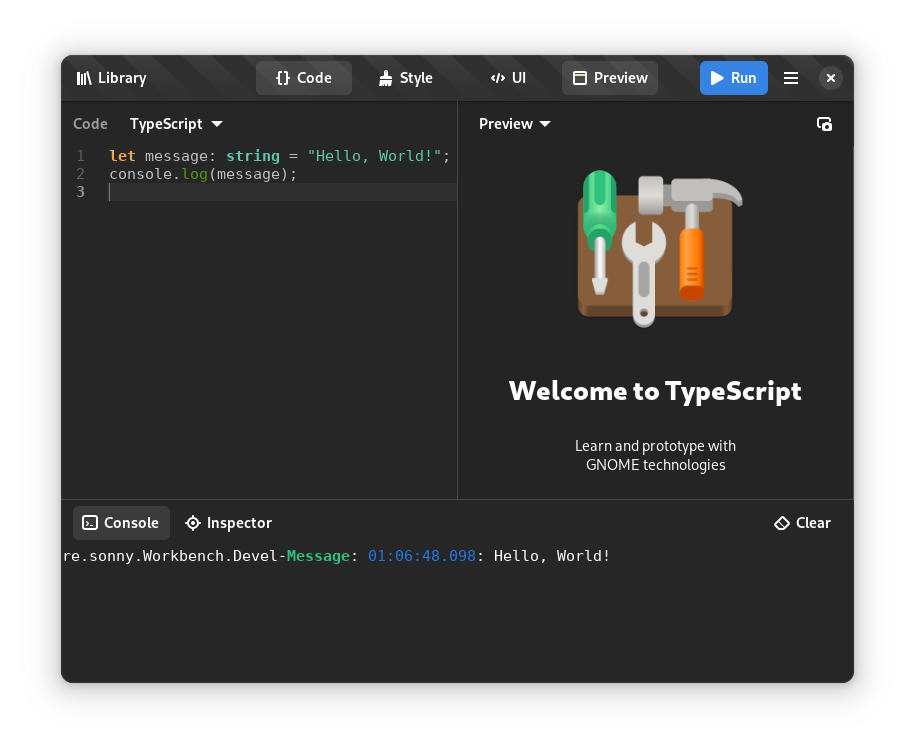 Library Code Style UI Preview Run
Code TypeScript
1 let message: string = "Hello, World!";
2 console.log(message);
3
Preview
Welcome to TypeScript
Learn and prototype with
GNOME technologies
Console Inspector Clear
re.sonny.Workbench.Devel-Message: 01:06:48.098: Hello, World!